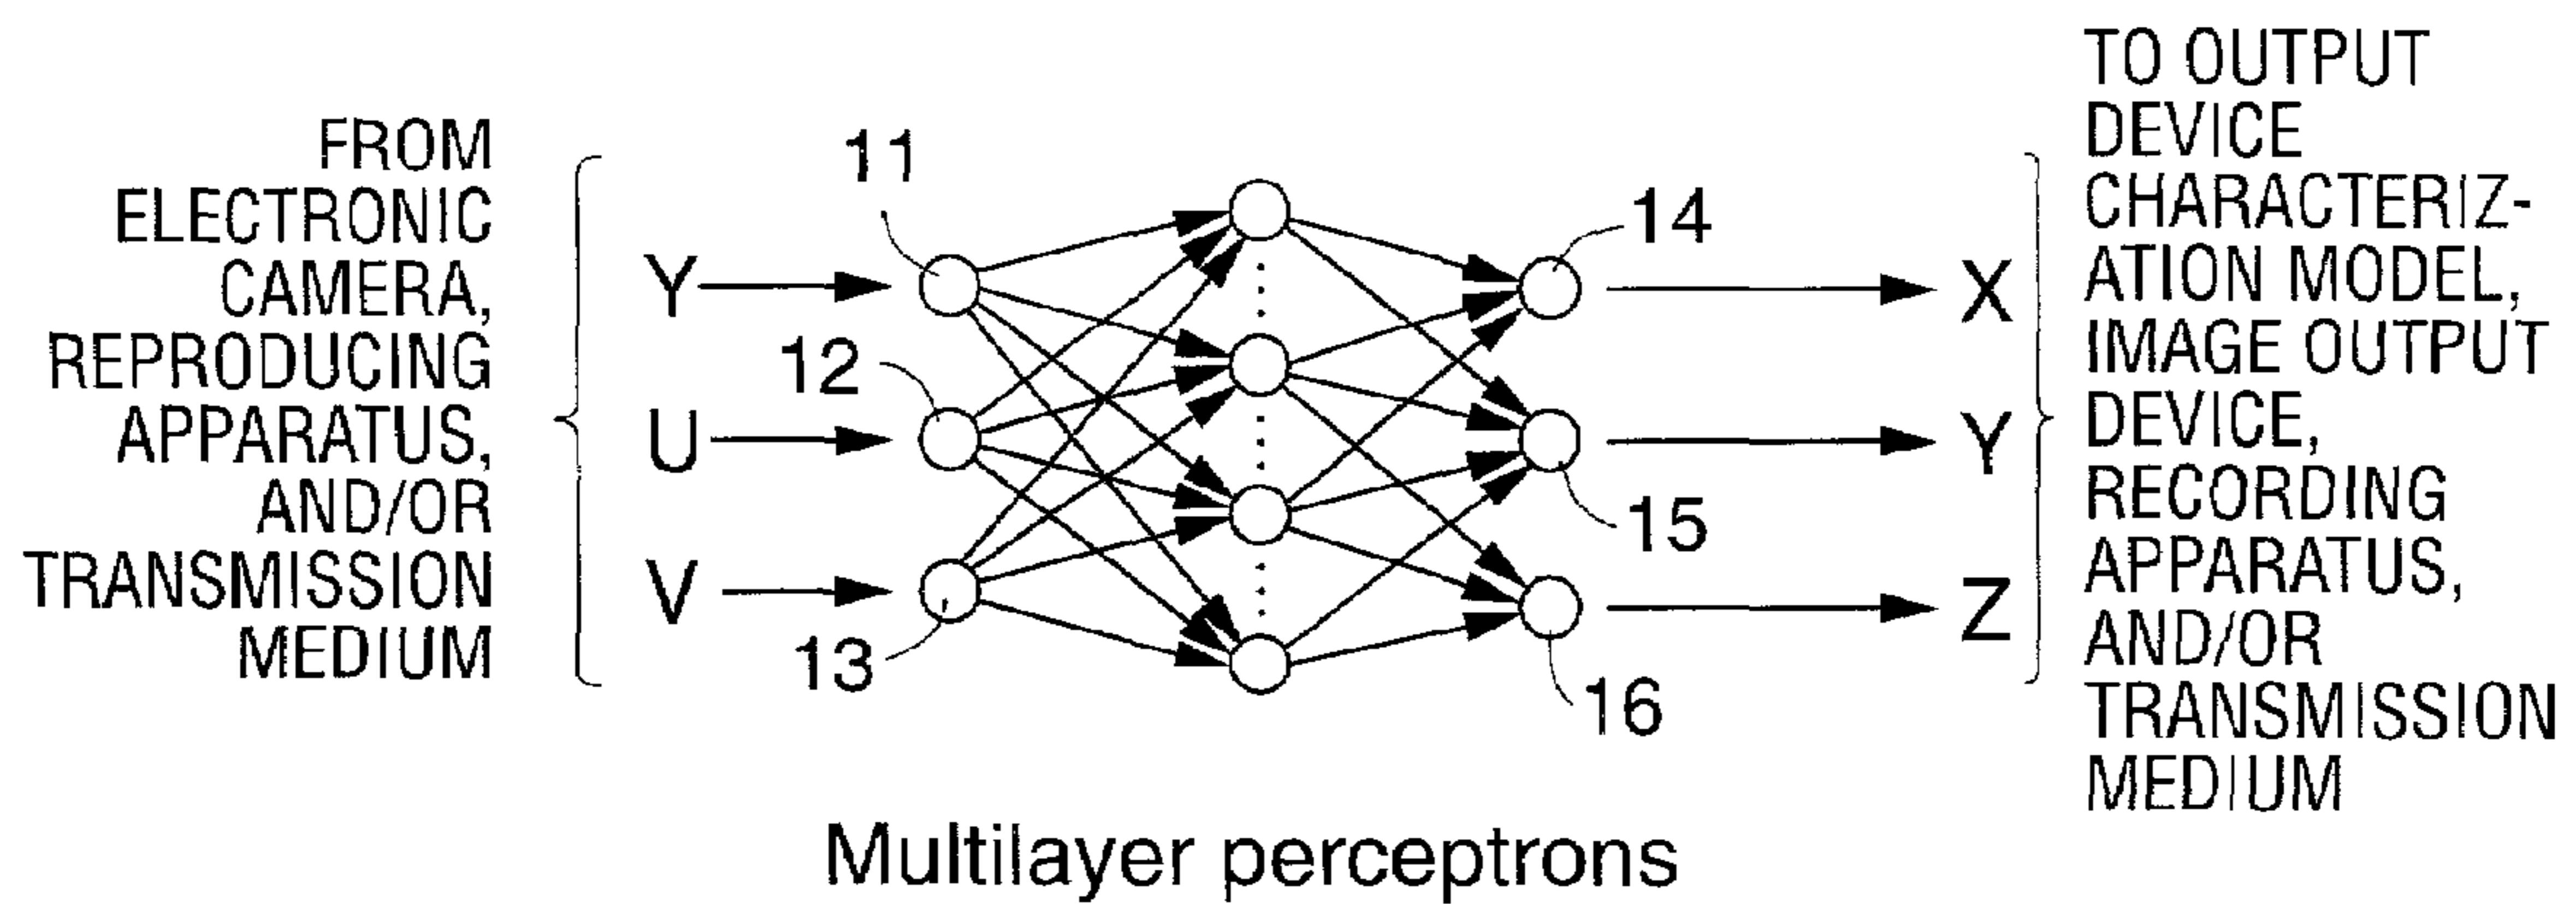 FROM
ELECTRONIC
CAMERA,
REPRODUCING
APPARATUS,
AND/OR
TRANSMISSION
MEDIUM
Y
U
V
11
12
13
14
15
16
X
Y
Z
TO OUTPUT
DEVICE
CHARACTERIZ-
ATION MODEL,
IMAGE OUTPUT
DEVICE,
RECORDING
APPARATUS,
AND/OR
TRANSMISSION
MEDIUM
Multilayer perceptrons